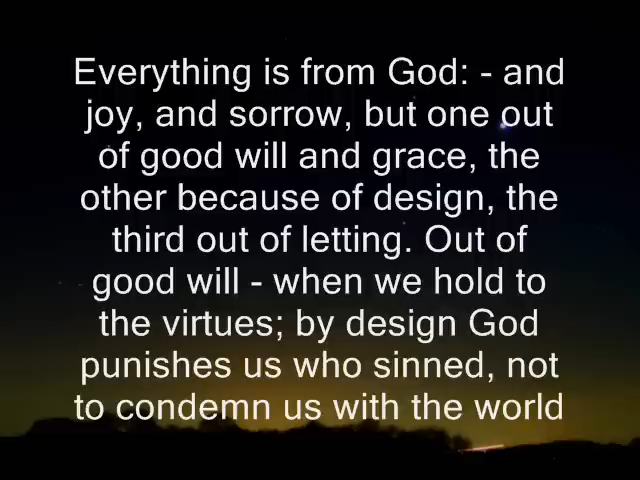 Everything is from God: - and
joy, and sorrow, but one out
of good will and grace, the
other because of design, the
third out of letting. Out of
good will - when we hold to
the virtues; by design God
punishes us who sinned, not
to condemn us with the world